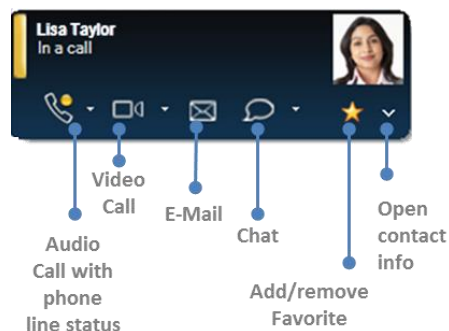 Lisa Taylor
In a call
Video
Call
E-Mail
Chat
Audio
Call with
phone
line status
Add/remove
Favorite
Open
contact
info